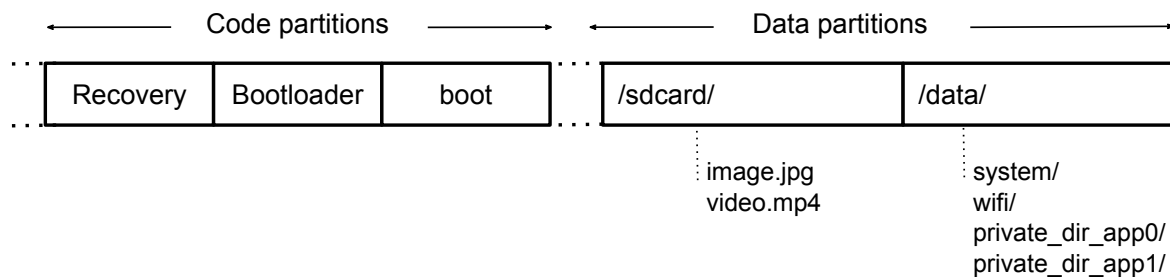 Code partitions
Data partitions
Recovery
Bootloader
boot
/sdcard/
/data/
image.jpg
video.mp4
system/
wifi/
private_dir_app0/
private_dir_app1/